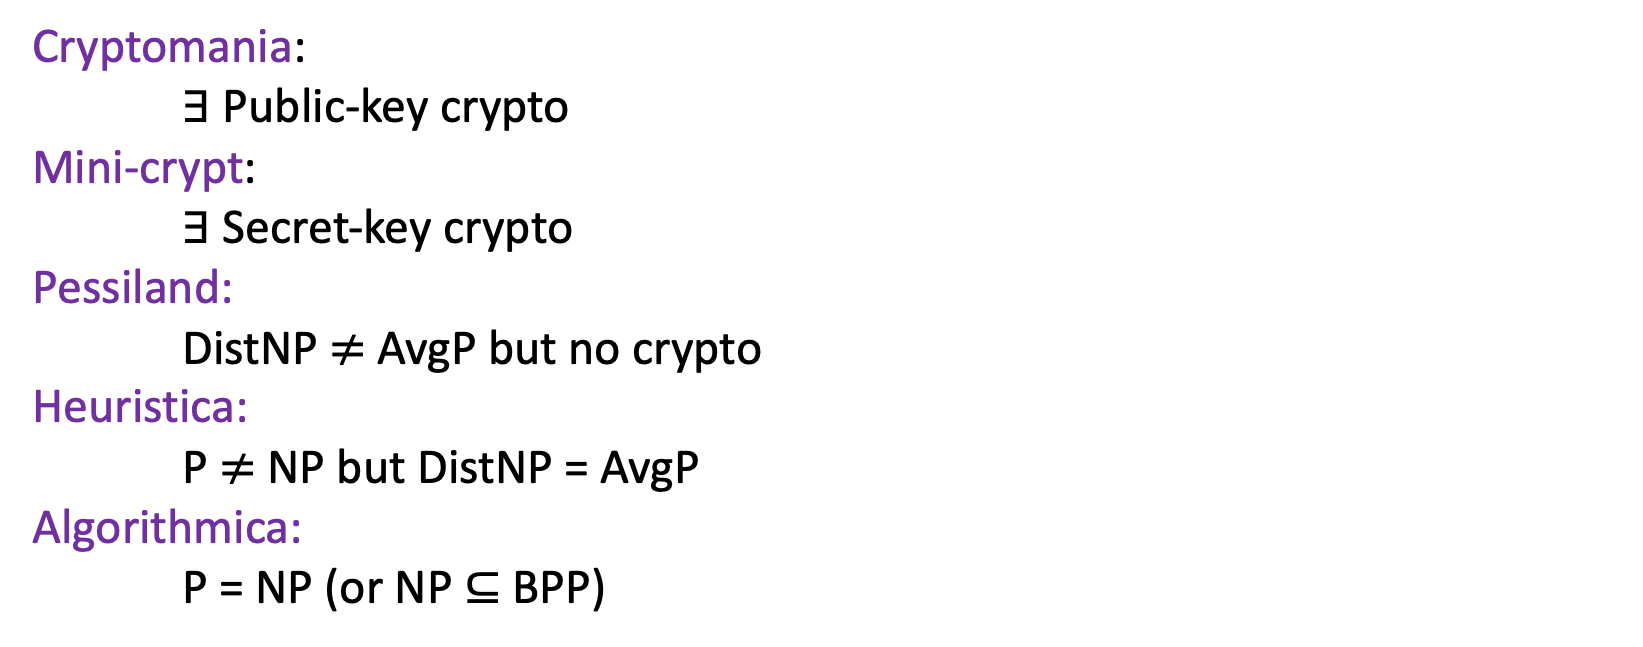 Cryptomania:
∃ Public-key crypto
Mini-crypt:
∃ Secret-key crypto
Pessiland:
DistNP ≠ AvgP but no crypto
Heuristica:
P ≠ NP but DistNP = AvgP
Algorithmica:
P = NP (or NP ⊆ BPP)